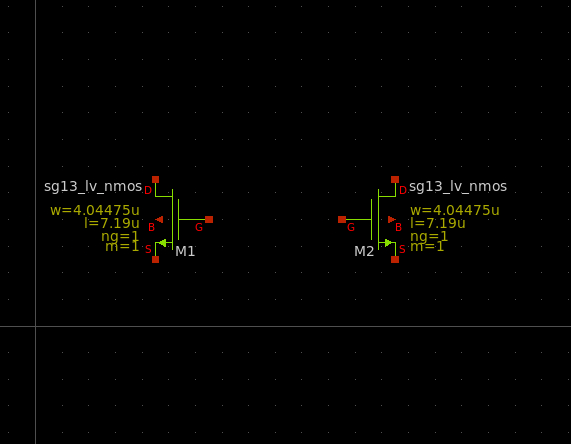 sg13_lv_nmos
D
w=4.04475u
l=7.19u
B
G
ng=1
m=1
S
M1
D
sg13_lv_nmos
w=4.04475u
l=7.19u
G
B
ng=1
m=1
S
M2